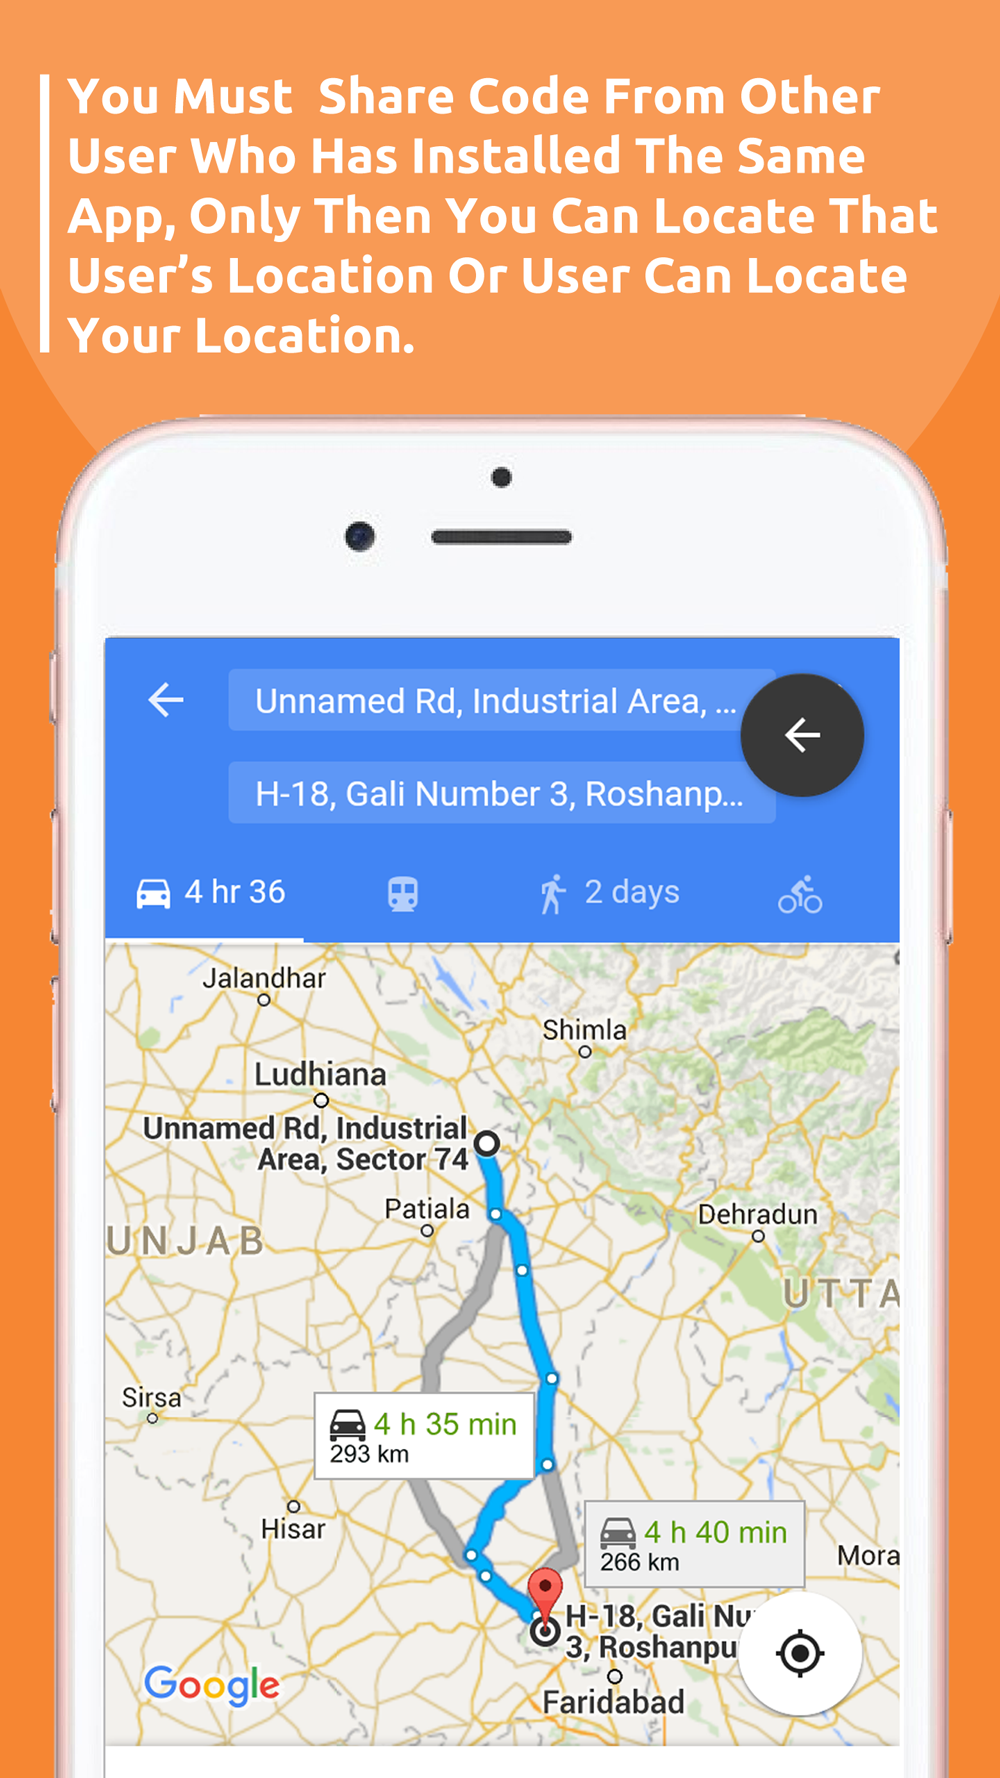 You Must Share Code From Other
User Who Has Installed The Same
App, Only Then You Can Locate That
User's Location Or User Can Locate
Your Location.
Unnamed Rd, Industrial Area, ...
H-18, Gali Number 3, Roshanp...
4 hr 36
2 days
Jalandhar
Shimla
Ludhiana
Unnamed Rd, Industrial
Area, Sector 74
Patiala
Dehradun
UNJAB
UTTA
Sirsa
4 h 35 min
293 km
Hisar
4 h 40 min
266 km
Mora
H-18, Gali Nu
3, Roshanpu
Google
Faridabad